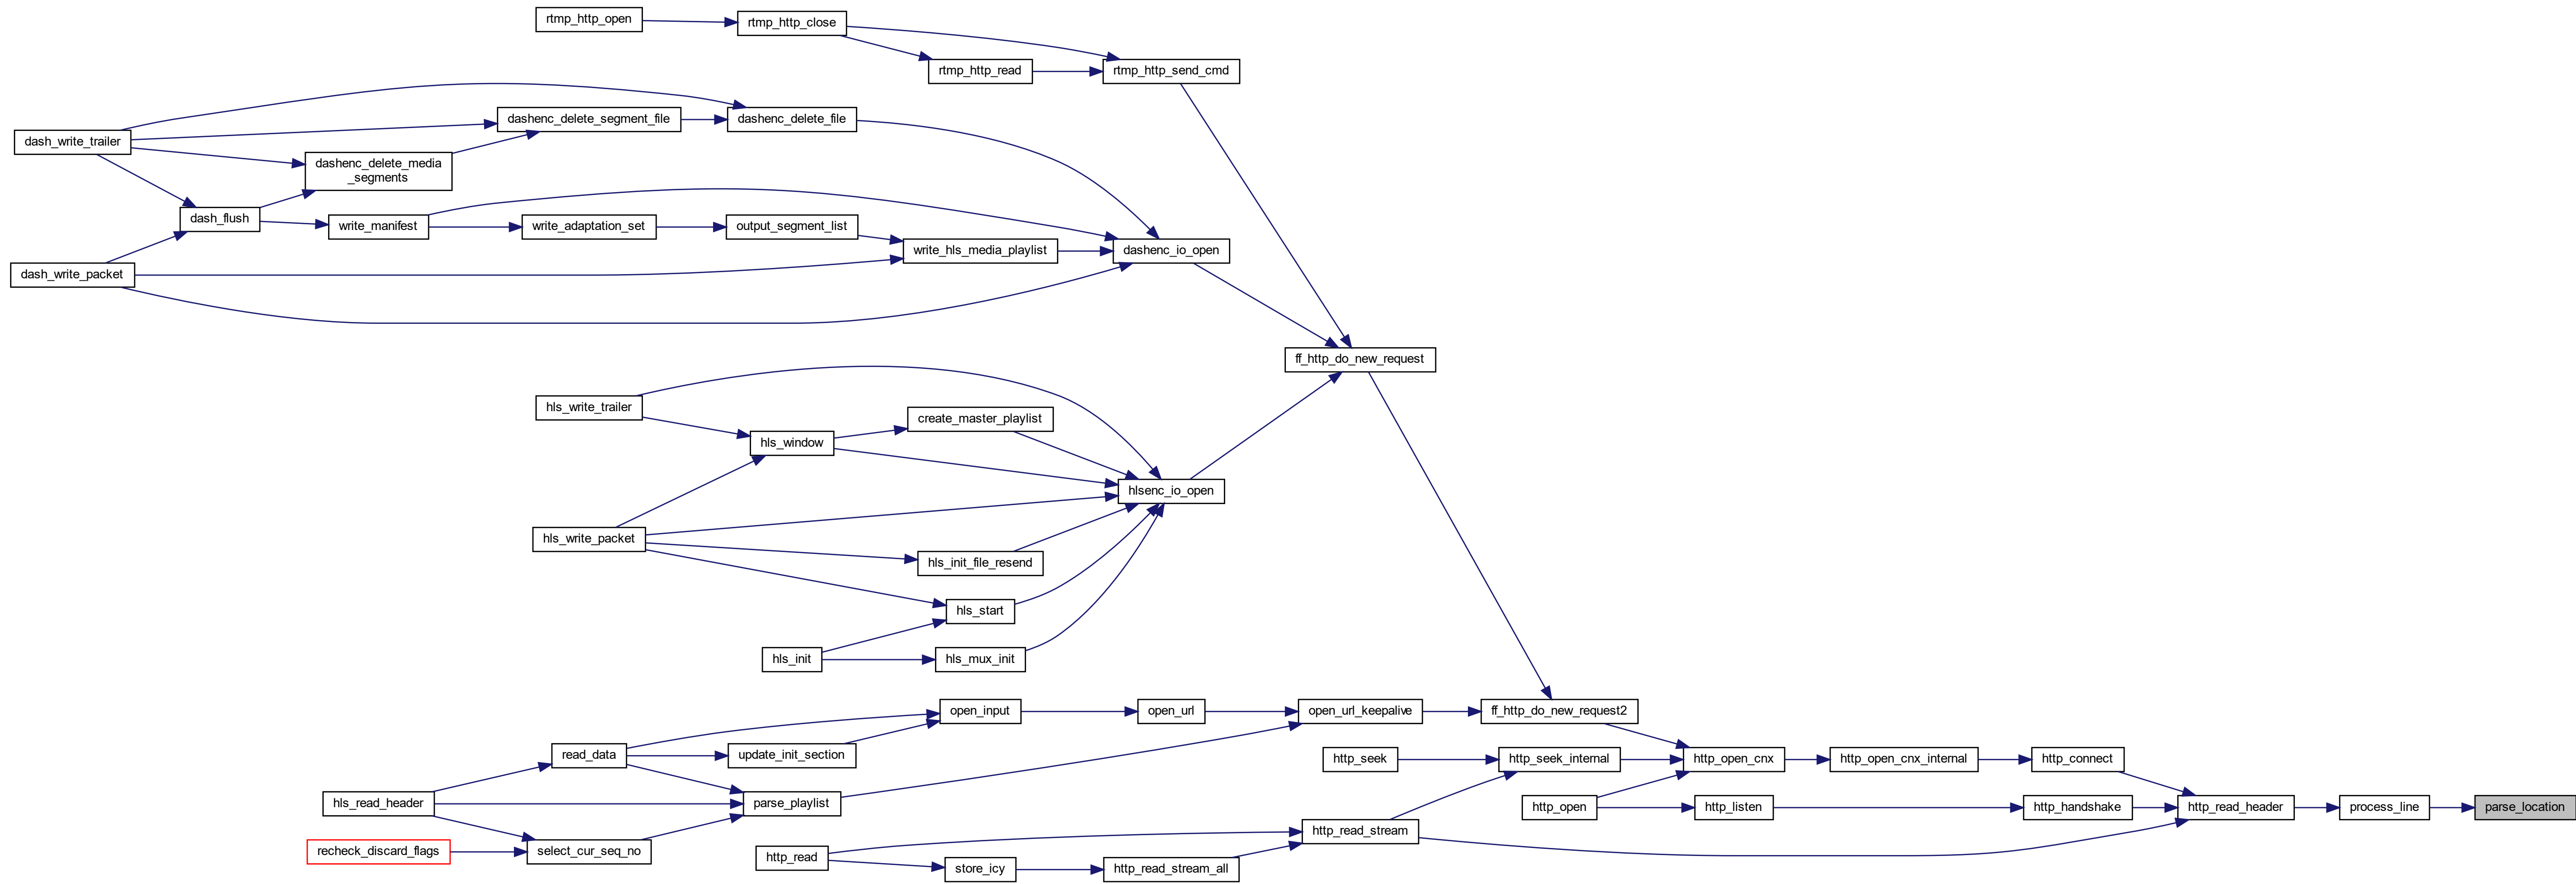 rtmp_http_open
rtmp_http_close
rtmp_http_read
rtmp_http_send_cmd
dash_write_trailer
dashenc_delete_segment_file
dashenc_delete_file
dashenc_delete_media
_segments
dash_flush
write_manifest
write_adaptation_set
output_segment_list
write_hls_media_playlist
dashenc_io_open
dash_write_packet
ff_http_do_new_request
hls_write_trailer
create_master_playlist
hls_window
hlsenc_io_open
hls_write_packet
hls_init_file_resend
hls_start
hls_init
hls_mux_init
open_input
open_url
open_url_keepalive
ff_http_do_new_request2
read_data
update_init_section
http_seek
http_seek_internal
http_open_cnx
http_open_cnx_internal
http_connect
hls_read_header
parse_playlist
http_open
http_listen
http_handshake
http_read_header
process_line
parse_location
recheck_discard_flags
select_cur_seq_no
http_read
http_read_stream
store_icy
http_read_stream_all